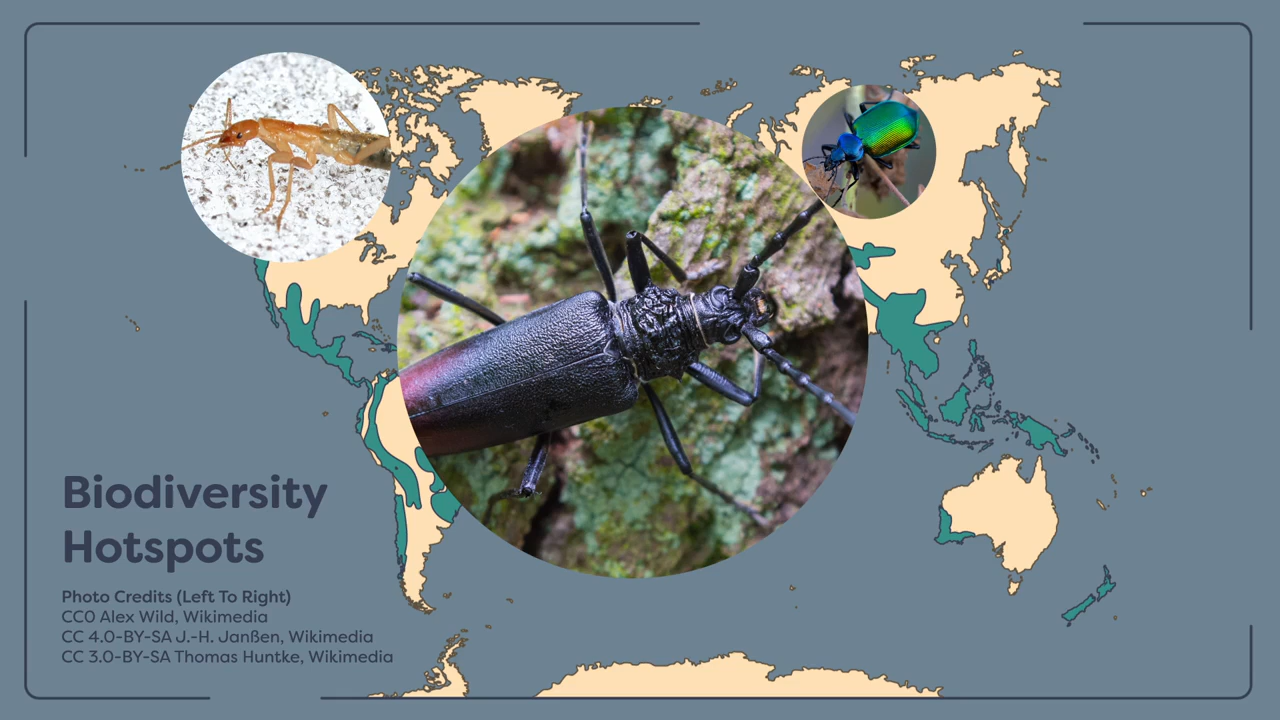 Biodiversity
Hotspots
Photo Credits (Left To Right)
CC0 Alex Wild, Wikimedia
CC 4.0-BY-SA J.-H. Janßen, Wikimedia
CC 3.0-BY-SA Thomas Huntke, Wikimedia